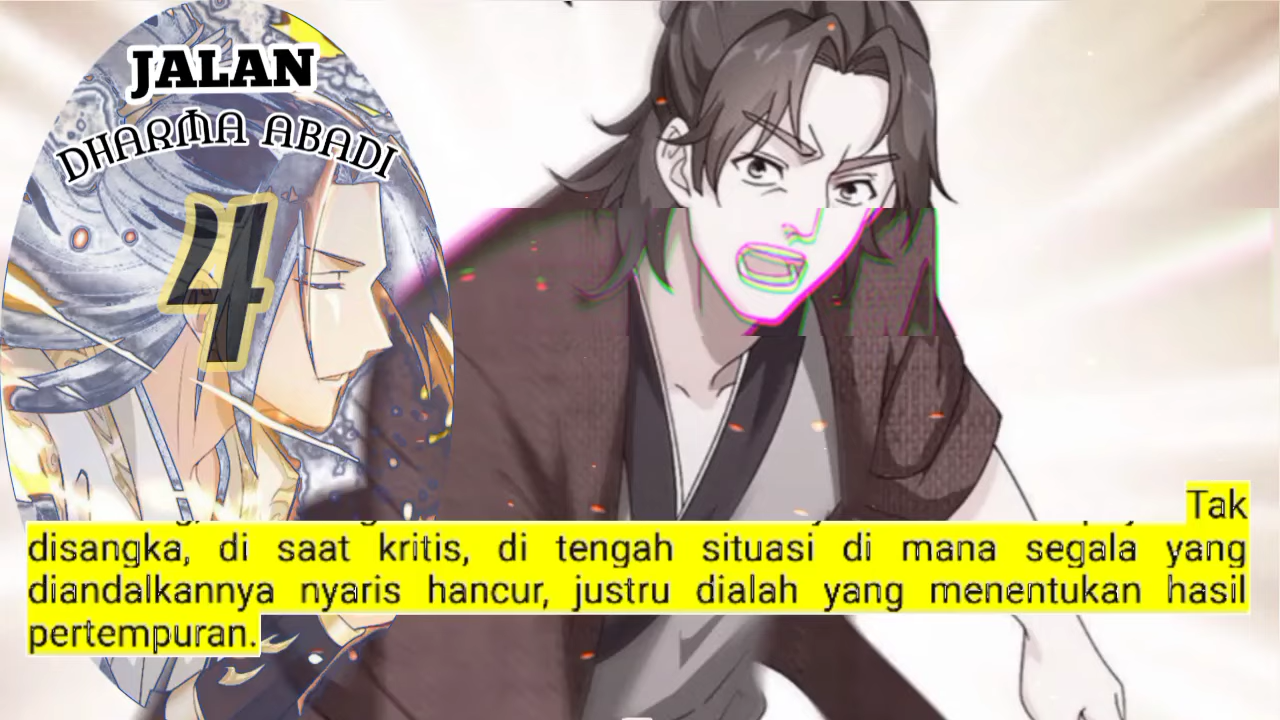 JALAN
DHARMA ABADI
4
Tak
disangka, di saat kritis, di tengah situasi di mana segala yang
diandalkannya nyaris hancur, justru dialah yang menentukan hasil
pertempuran.